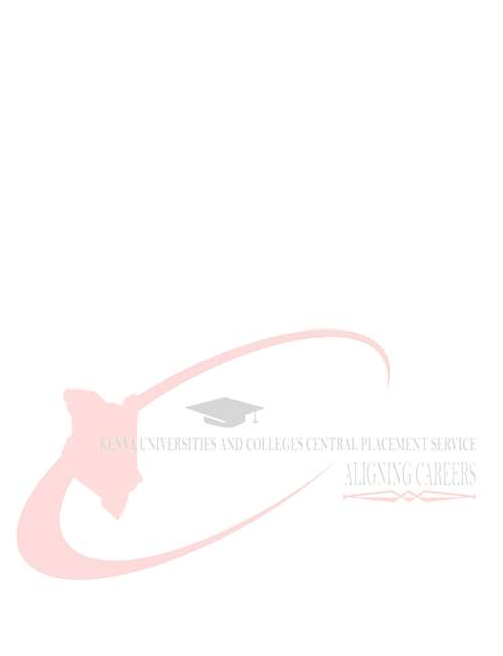 KENYA UNIVERSITIES AND COLLEGES CENTRAL PLACEMENT SERVICE
ALIGNING CAREERS